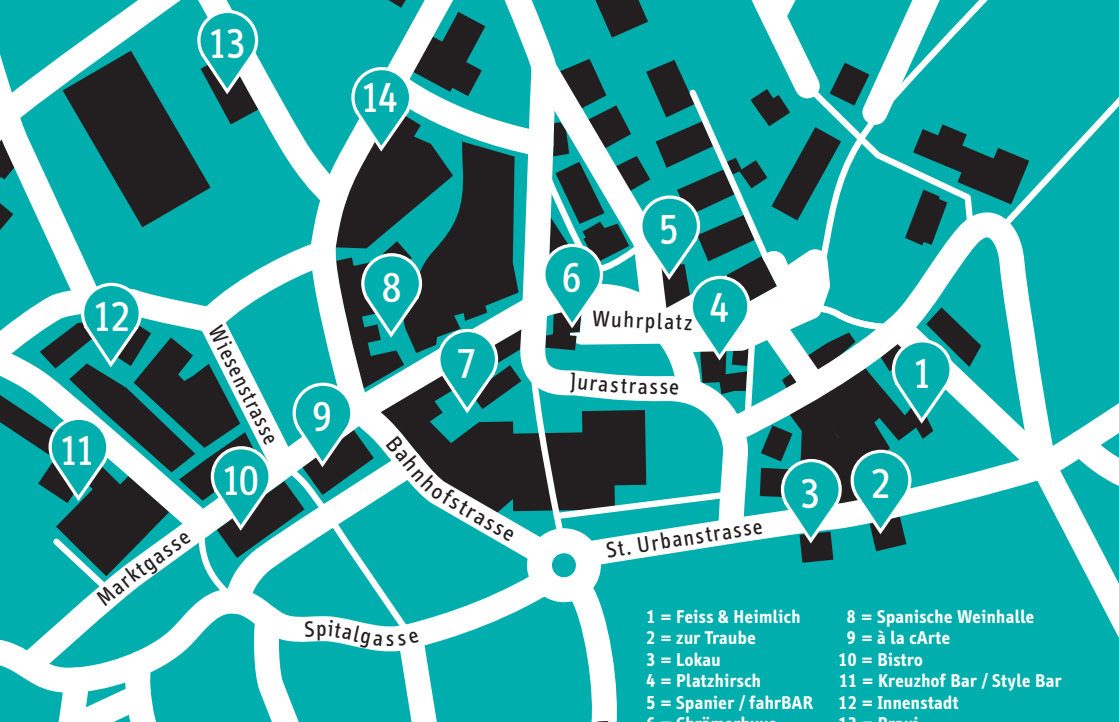 13
14
5
6
8
4
12
Wuhrplatz
7
Wiesenstrasse
Jurastrasse
1
9
11
10
Bahnhofstrasse
2
3
St. Urbanstrasse
Marktgasse
Spitalgasse
1 = Feiss & Heimlich
2 = zur Traube
3 = Lokau
4 = Platzhirsch
5 = Spanier / fahrBAR
8 = Spanische Weinhalle
9 = à la cArte
10 = Bistro
11 = Kreuzhof Bar / Style Bar
12 = Innenstadt